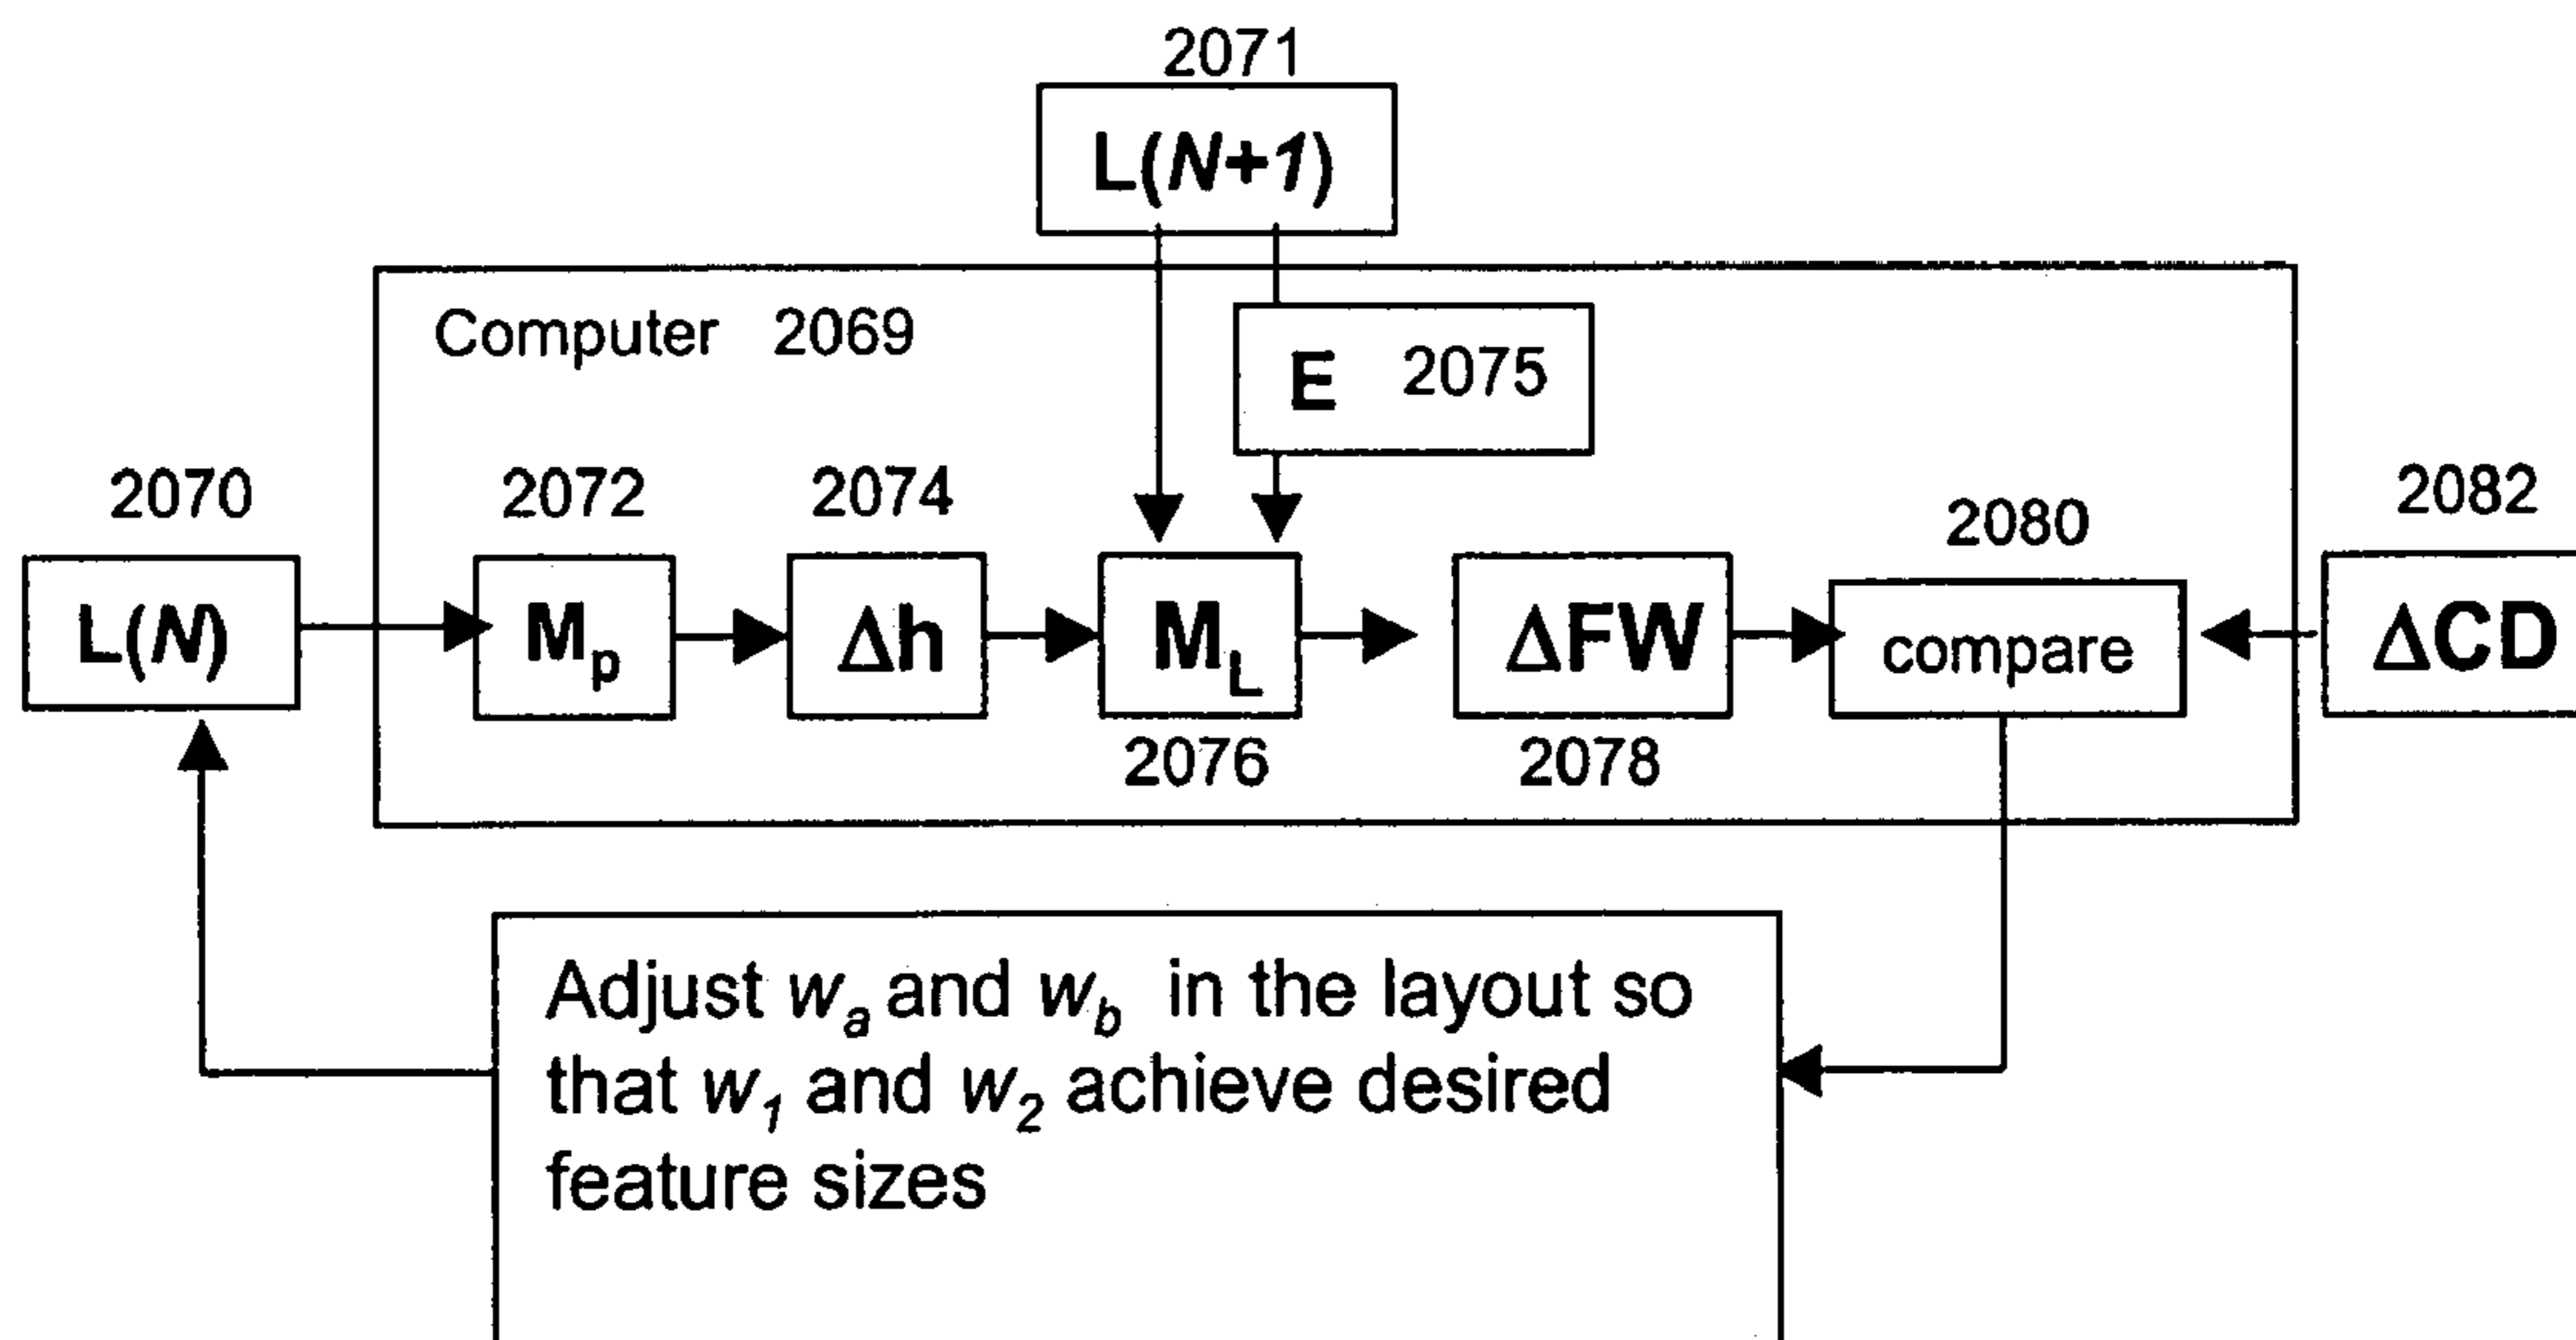 2071
L(N+1)
Computer 2069
E 2075
2070
2072
2074
2080
2082
L(N)
Mp
Δh
ML
ΔFW
compare
ΔCD
2076
2078
Adjust wa and wb in the layout so
that w1 and w2 achieve desired
feature sizes